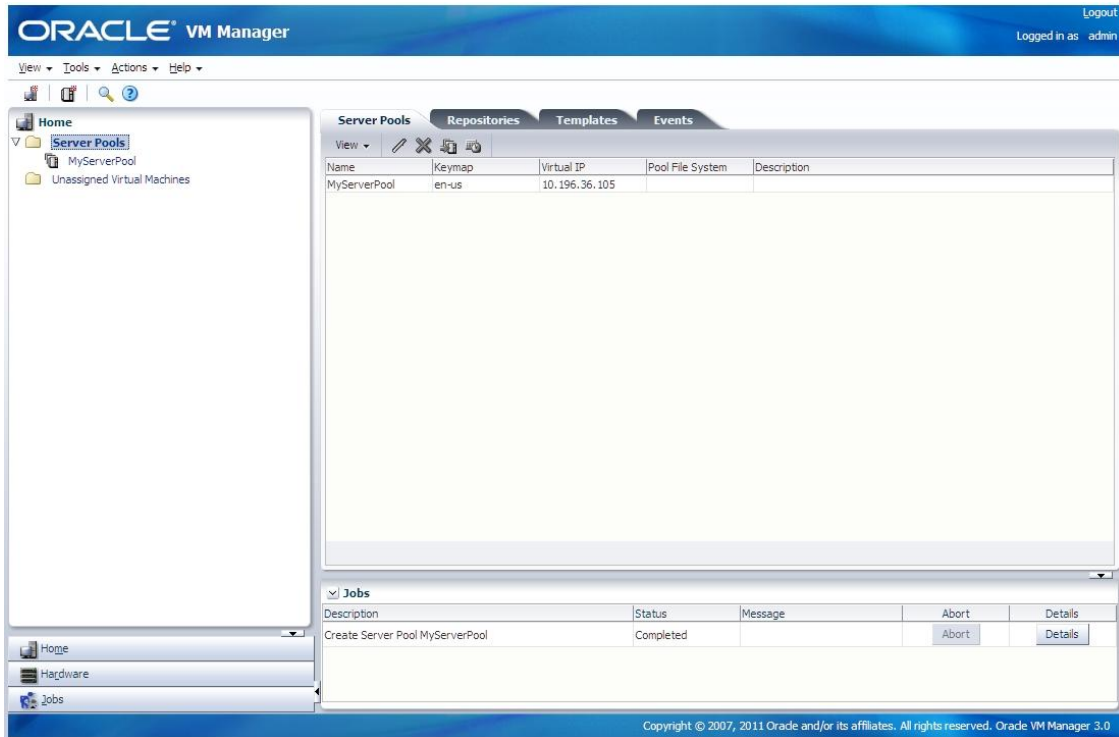 Logout
ORACLE® VM Manager
Logged in as admin
View Tools Actions Help
Home
Server Pools
MyServerPool
Unassigned Virtual Machines
Server Pools Repositories Templates Events
View
Name Keymap Virtual IP Pool File System Description
MyServerPool en-us 10.196.36.105
Jobs
Description Status Message Abort Details
Create Server Pool MyServerPool Completed Abort Details
Home
Hardware
Jobs
Copyright © 2007, 2011 Oracle and/or its affiliates. All rights reserved. Oracle VM Manager 3.0